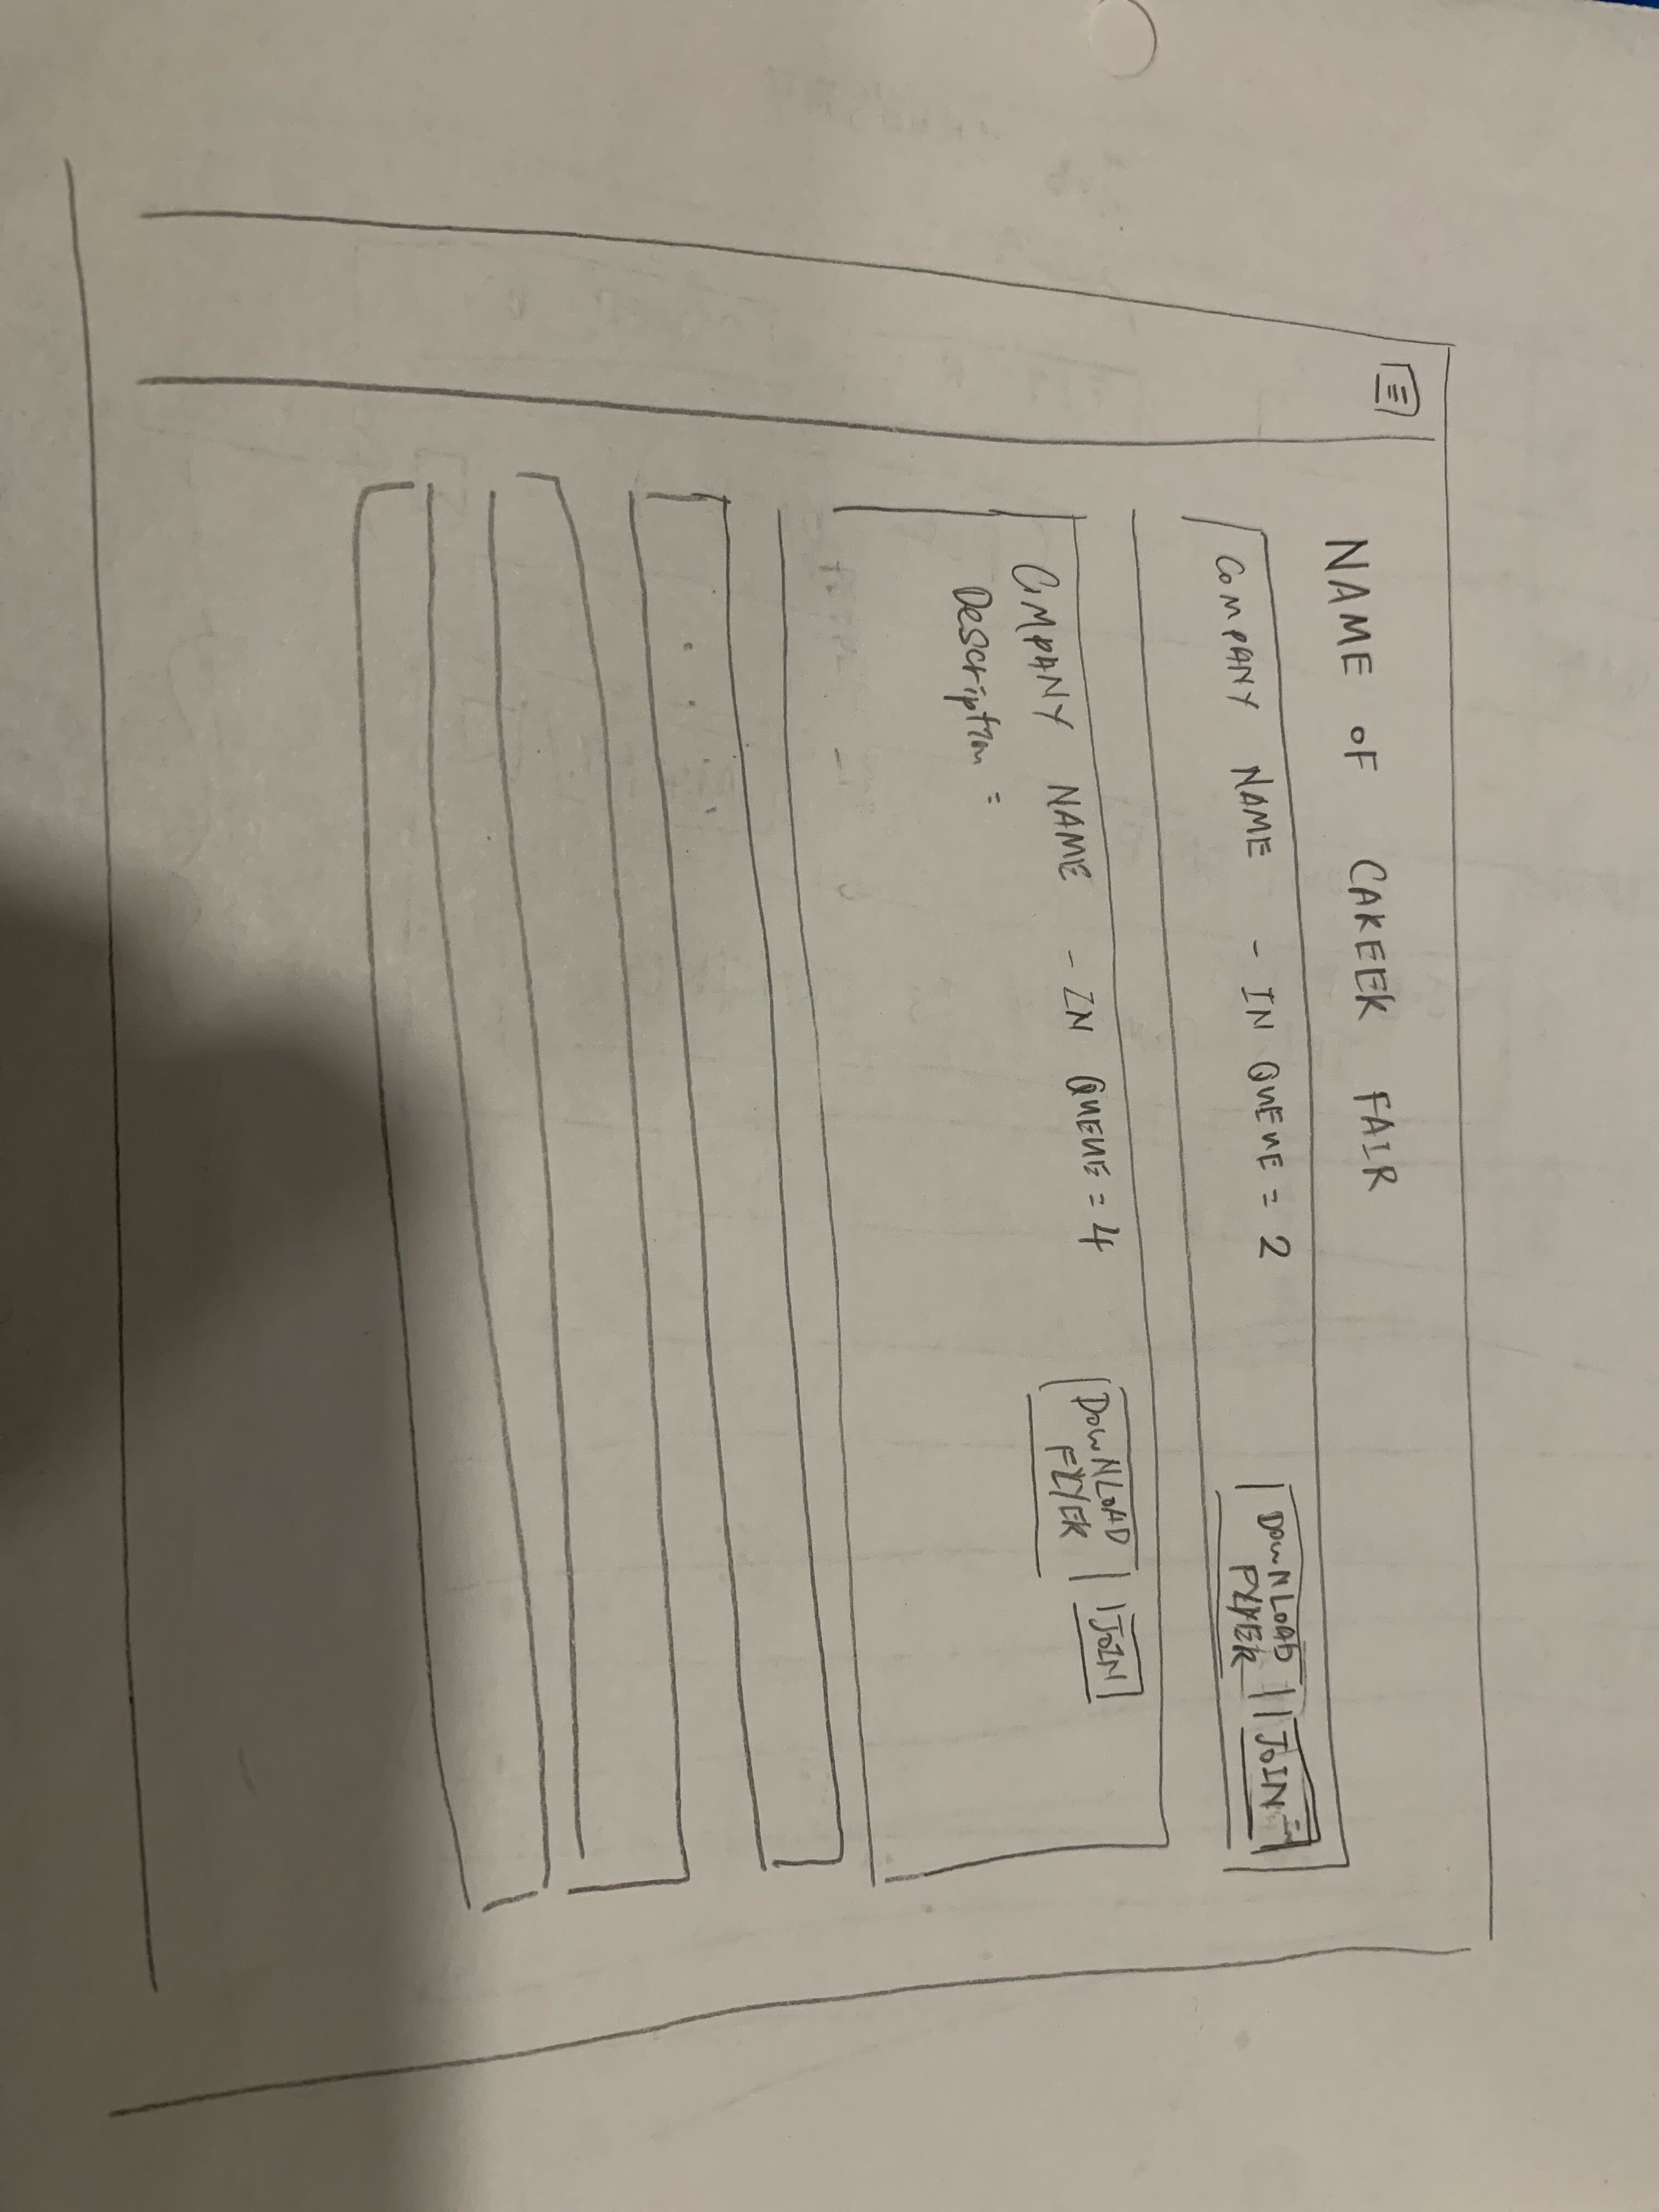 NAME OF CAREER FAIR
COMPANY NAME - IN QUEUE = 2
DOWNLOAD FLYER
JOIN
COMPANY NAME - IN QUEUE = 4
DOWNLOAD FLYER
JOIN
Description =